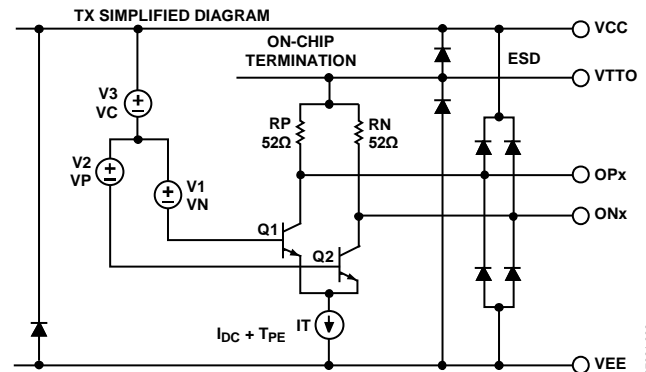 TX SIMPLIFIED DIAGRAM
VCC
ON-CHIP
TERMINATION
ESD
VTTO
V3
VC
RP
52Ω
RN
52Ω
V2
VP
V1
VN
OPx
ONx
Q1
Q2
IT
IDC + TPE
VEE